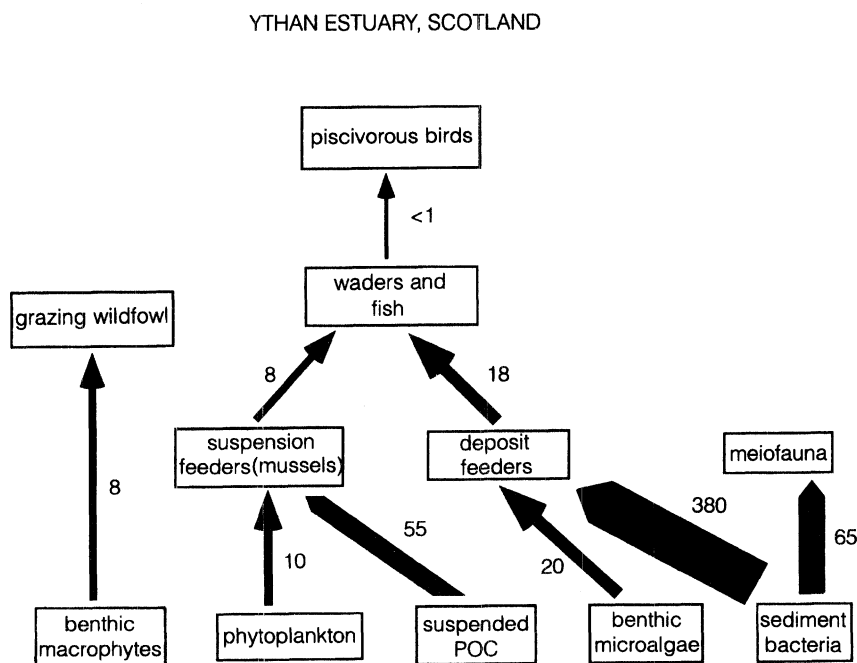 YTHAN ESTUARY, SCOTLAND
piscivorous birds
<1
waders and
fish
grazing wildfowl
8
18
suspension
feeders(mussels)
deposit
feeders
meiofauna
8
10
55
20
380
65
benthic
macrophytes
phytoplankton
suspended
POC
benthic
microalgae
sediment
bacteria